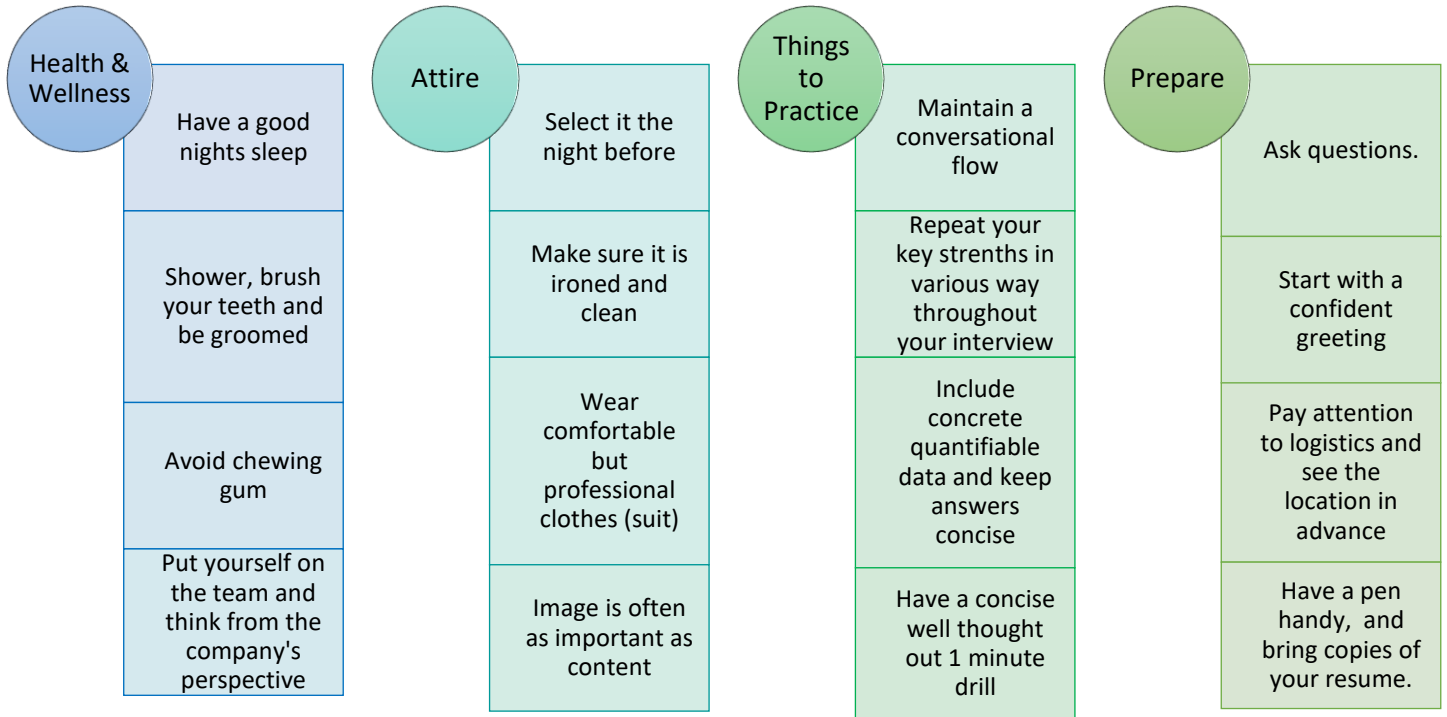 Health &
Wellness
Have a good
nights sleep
Shower, brush
your teeth and
be groomed
Avoid chewing
gum
Put yourself on
the team and
think from the
company's
perspective
Attire
Select it the
night before
Make sure it is
ironed and
clean
Wear
comfortable
but
professional
clothes (suit)
Image is often
as important as
content
Things
to
Practice
Maintain a
conversational
flow
Repeat your
key strenths in
various way
throughout
your interview
Include
concrete
quantifiable
data and keep
answers
concise
Have a concise
well thought
out 1 minute
drill
Prepare
Ask questions.
Start with a
confident
greeting
Pay attention
to logistics and
see the
location in
advance
Have a pen
handy,  and
bring copies of
your resume.